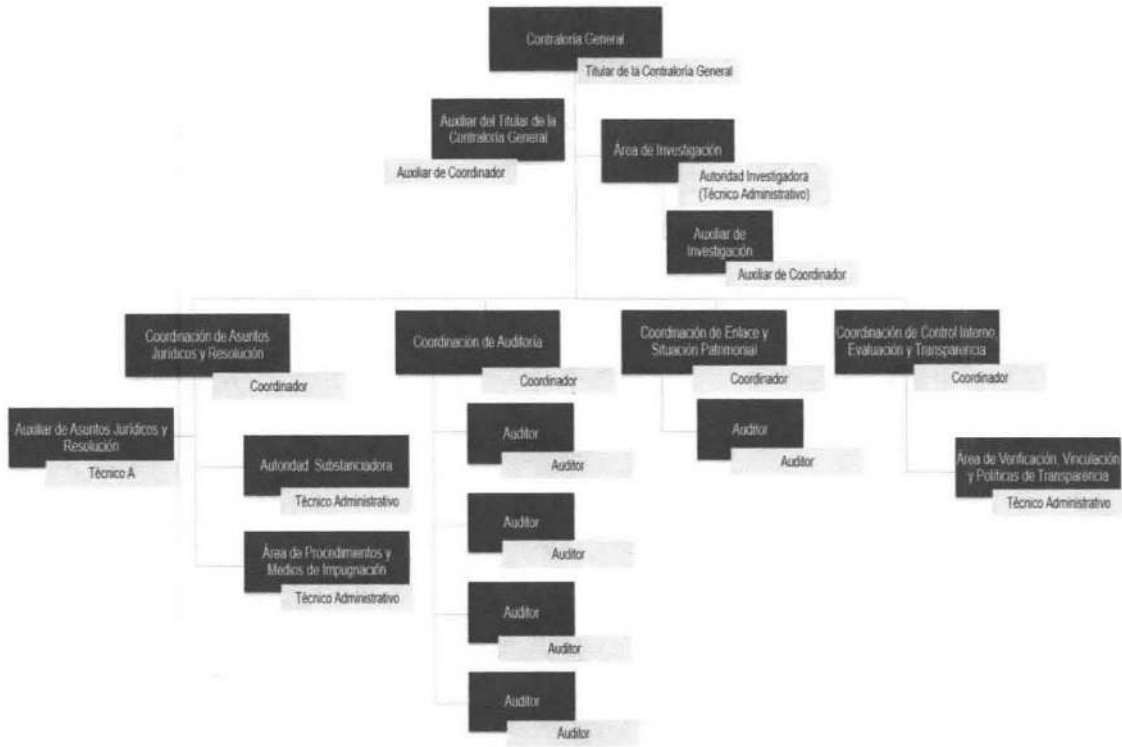 Contraloría General
Titular de la Contraloría General
Auxiliar del Titular de la
Contraloría General
Auxiliar de Coordinador
Área de Investigación
Autoridad Investigadora
(Técnico Administrativo)
Auxiliar de
Investigación
Auxiliar de Coordinador
Coordinación de Asuntos
Jurídicos y Resolución
Coordinador
Coordinación de Auditoría
Coordinador
Coordinación de Enlace y
Situación Patrimonial
Coordinador
Coordinación de Control Interno
Evaluación y Transparencia
Coordinador
Auxiliar de Asuntos Jurídicos y
Resolución
Técnico A
Autoridad Substanciadora
Técnico Administrativo
Área de Procedimientos y
Medios de Impugnación
Técnico Administrativo
Auditor
Auditor
Auditor
Auditor
Auditor
Auditor
Auditor
Auditor
Auditor
Auditor
Área de Verificación, Vinculación
y Políticas de Transparencia
Técnico Administrativo